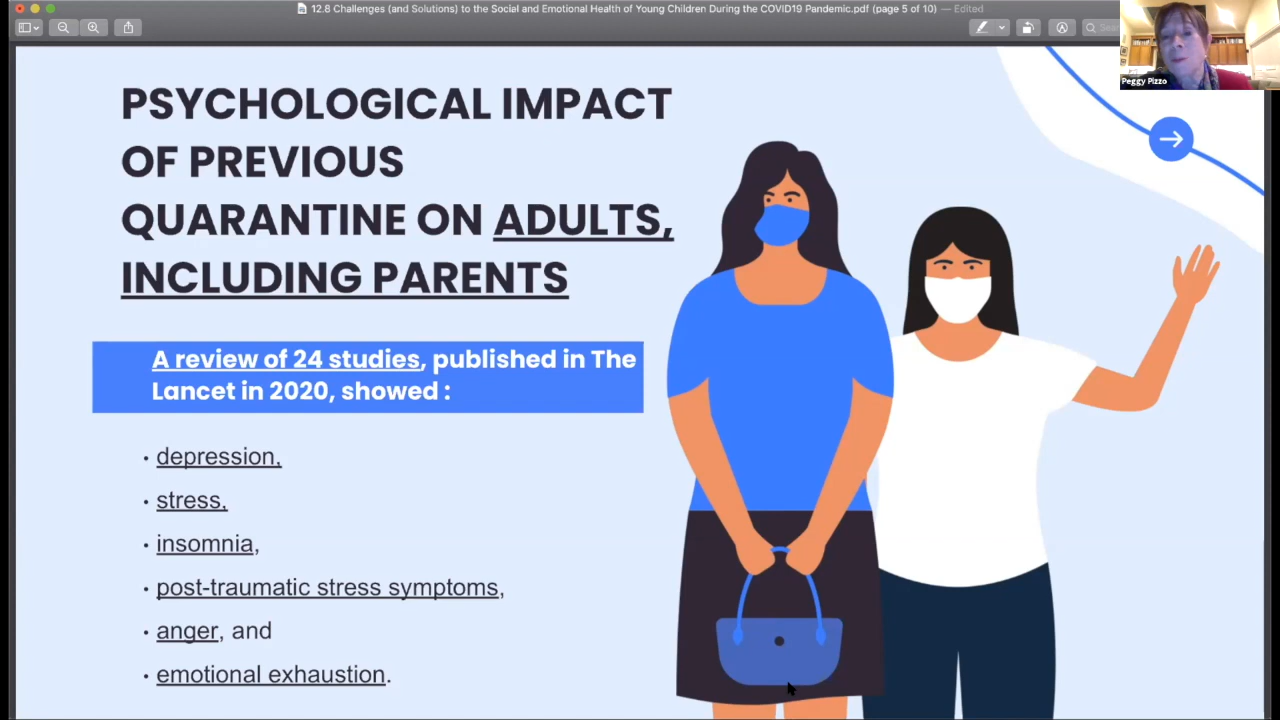 12.8 Challenges (and Solutions) to the Social and Emotional Health of Young Children During the COVID19 Pandemic.pdf (page 5 of 10) — Edited
Peggy Pizzo
PSYCHOLOGICAL IMPACT
OF PREVIOUS
QUARANTINE ON ADULTS,
INCLUDING PARENTS
A review of 24 studies, published in The
Lancet in 2020, showed :
• depression,
• stress,
• insomnia,
• post-traumatic stress symptoms,
• anger, and
• emotional exhaustion.